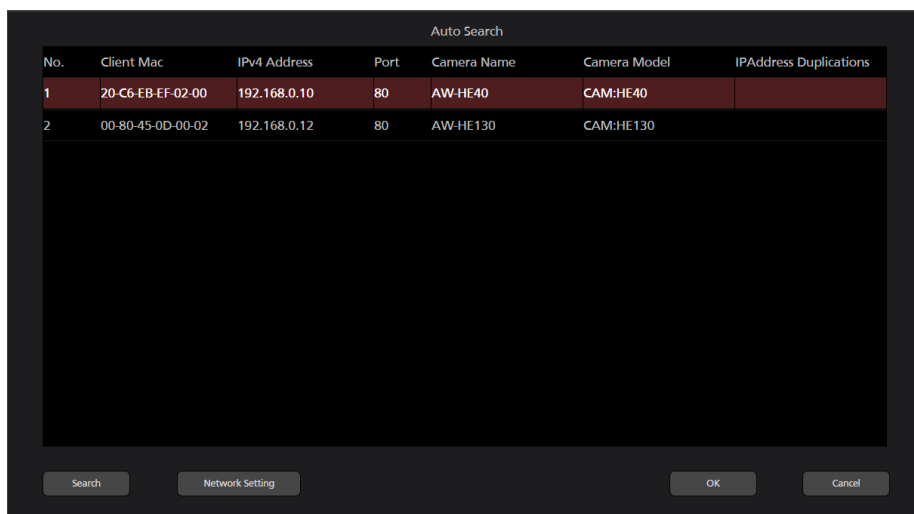 Auto Search
No. Client Mac IPv4 Address Port Camera Name Camera Model IPAddress Duplications
1 20-C6-EB-EF-02-00 192.168.0.10 80 AW-HE40 CAM:HE40
2 00-80-45-0D-00-02 192.168.0.12 80 AW-HE130 CAM:HE130
Search Network Setting OK Cancel